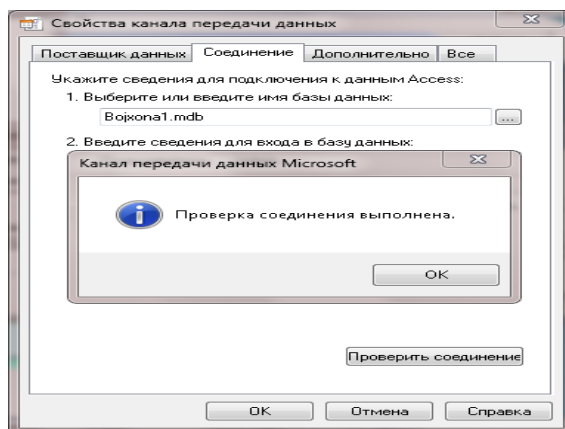 Свойства канала передачи данных
Поставщик данных Соединение Дополнительно Все
Укажите сведения для подключения к данным Access:
1. Выберите или введите имя базы данных:
Bojxona1.mdb
...
2. Введите сведения для входа в базу данных:
Канал передачи данных Microsoft
Проверка соединения выполнена.
OK
Проверить соединение
OK Отмена Справка